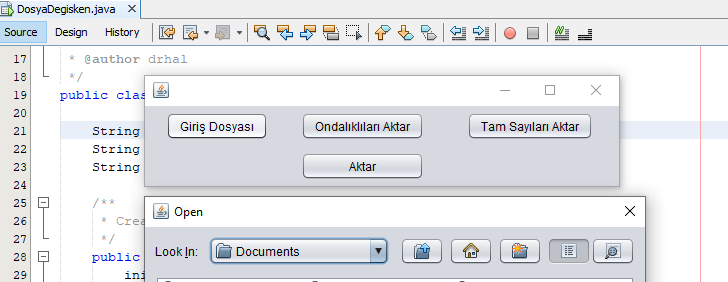 DosyaDegisken.java
Source Design History
17 * @author drhal
18 */
19 public clas
20
21 String
22 String
23 String
24
25 /**
26 * Crea
27 */
28 public
29 ini
Giriş Dosyası Ondalıklıları Aktar Tam Sayıları Aktar
Aktar
Open
Look In: Documents